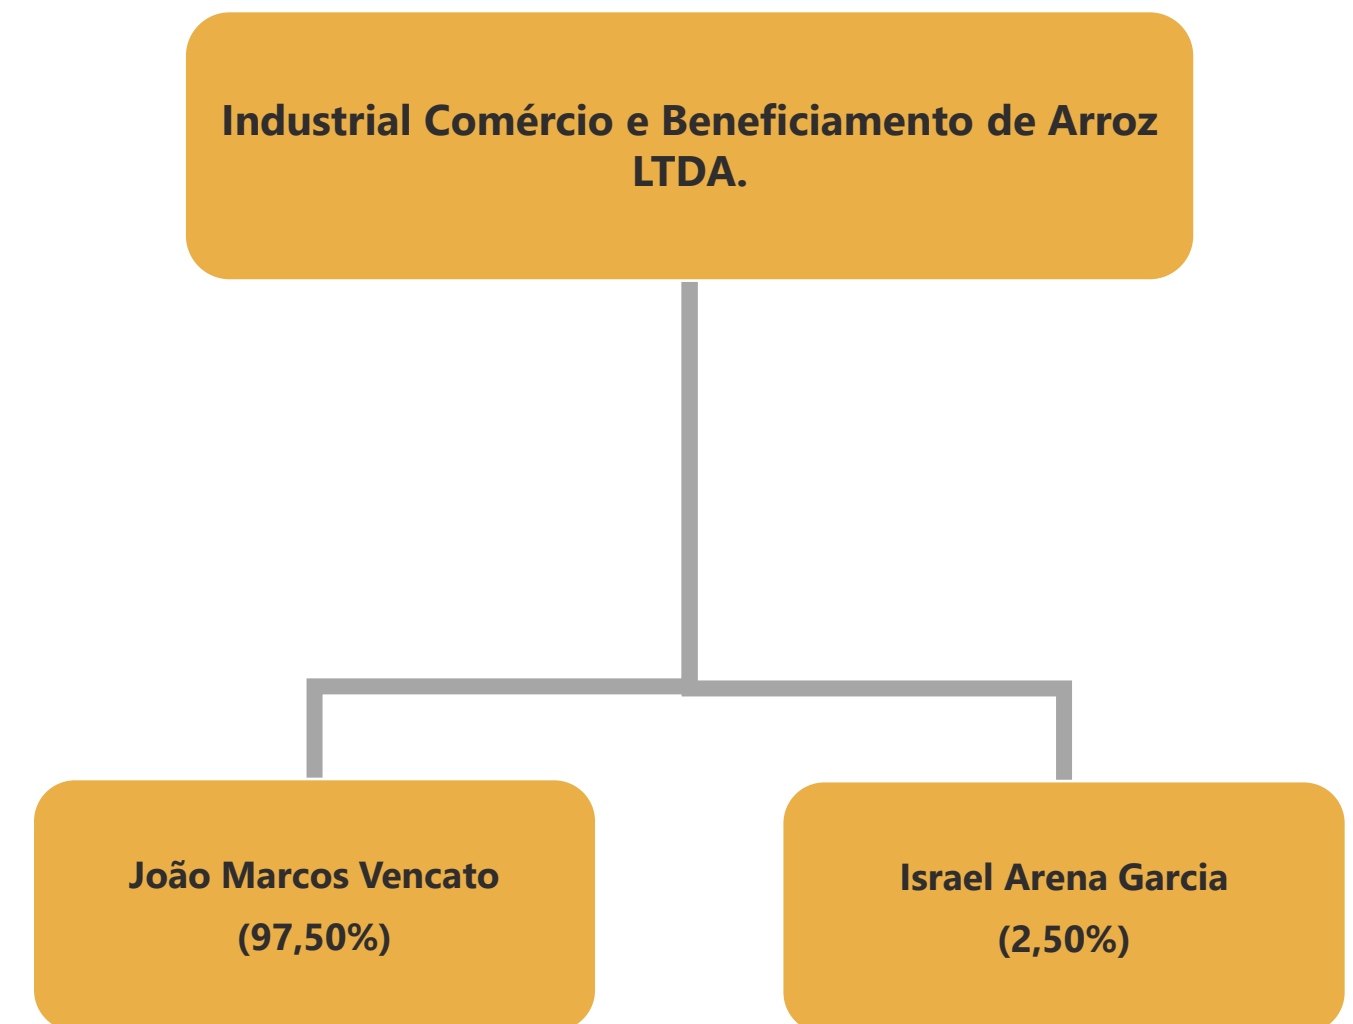 Industrial Comércio e Beneficiamento de Arroz
LTDA.
João Marcos Vencato
(97,50%)
Israel Arena Garcia
(2,50%)